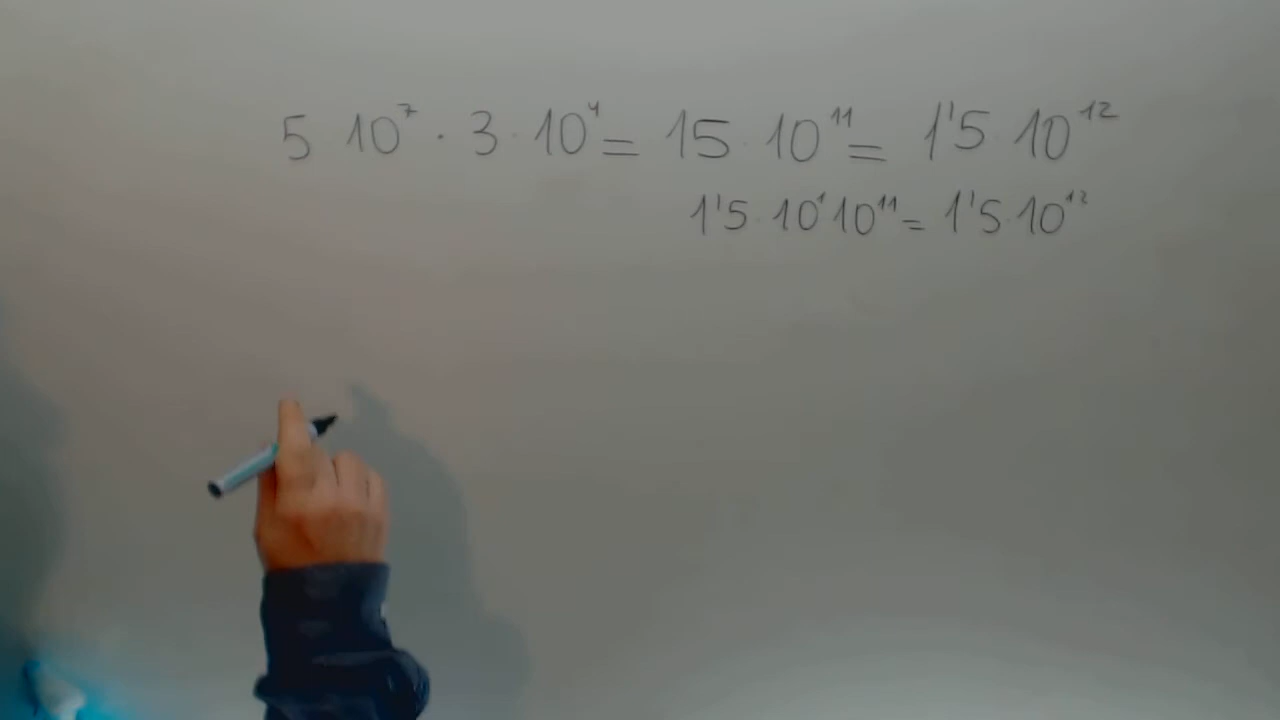 5 10⁷ · 3 · 10⁴ = 15 · 10¹¹ = 1'5 · 10¹²
1'5 · 10¹ 10¹¹ = 1'5 · 10¹²